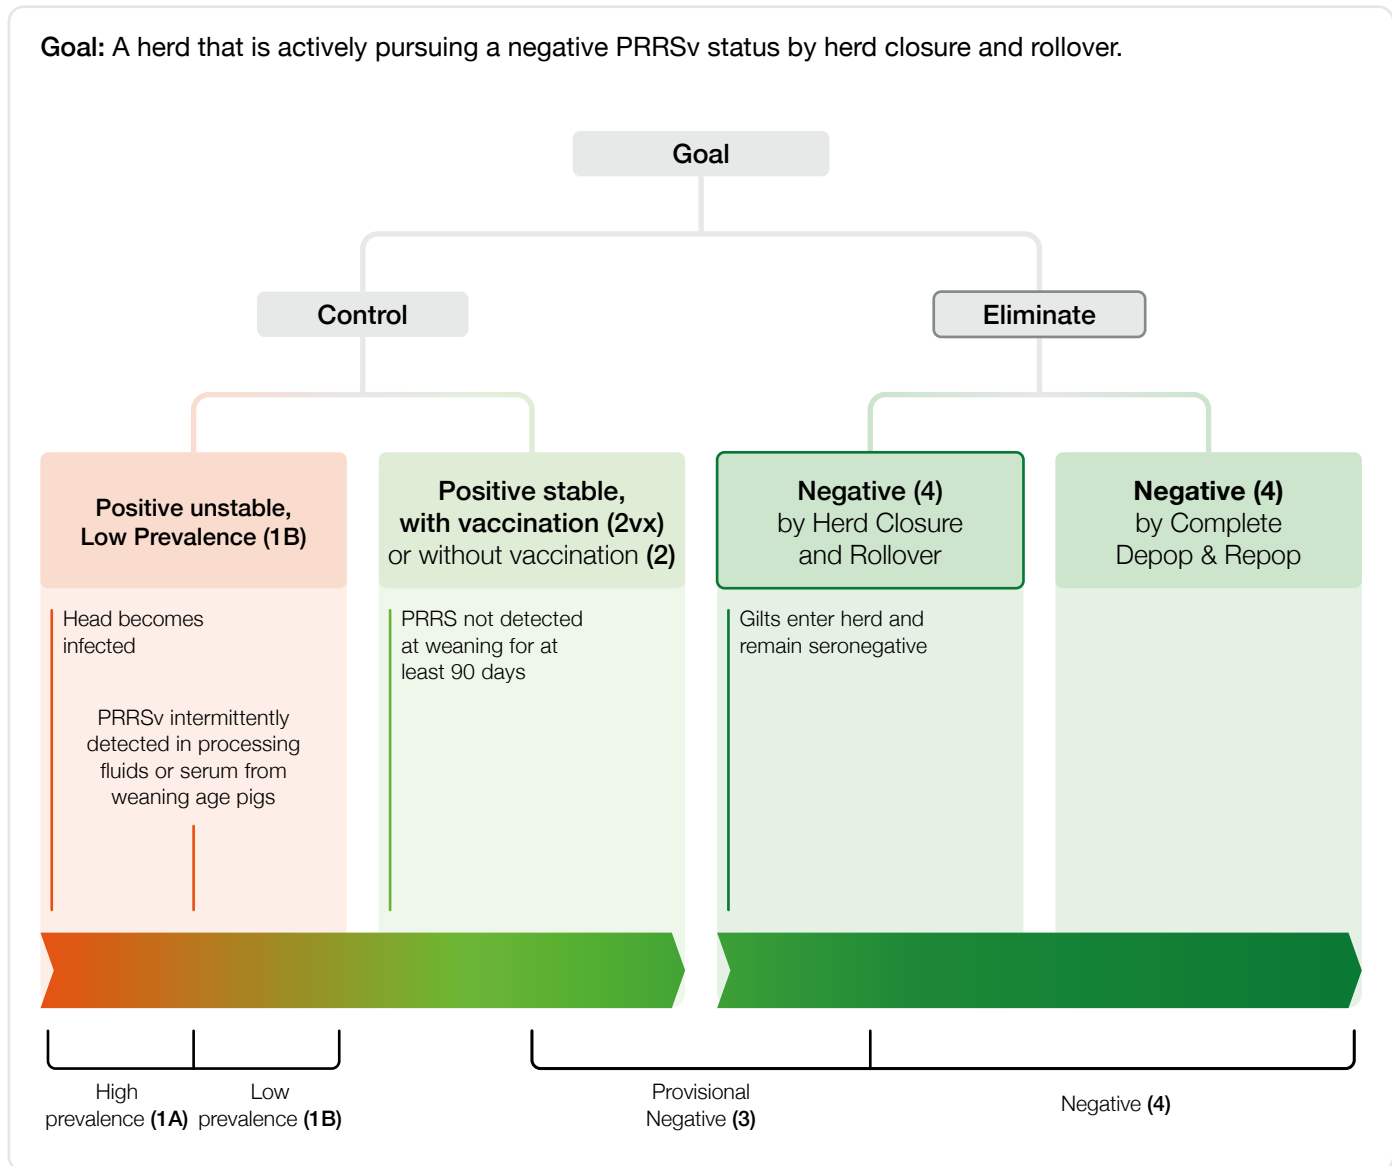 Goal: A herd that is actively pursuing a negative PRRSv status by herd closure and rollover.
Goal
Control
Eliminate
Positive unstable,
Low Prevalence (1B)
Positive stable,
with vaccination (2vx)
or without vaccination (2)
Negative (4)
by Herd Closure
and Rollover
Negative (4)
by Complete
Depop & Repop
Head becomes
infected
PRRSv intermittently
detected in processing
fluids or serum from
weaning age pigs
PRRS not detected
at weaning for at
least 90 days
Gilts enter herd and
remain seronegative
High
prevalence (1A)
Low
prevalence (1B)
Provisional
Negative (3)
Negative (4)